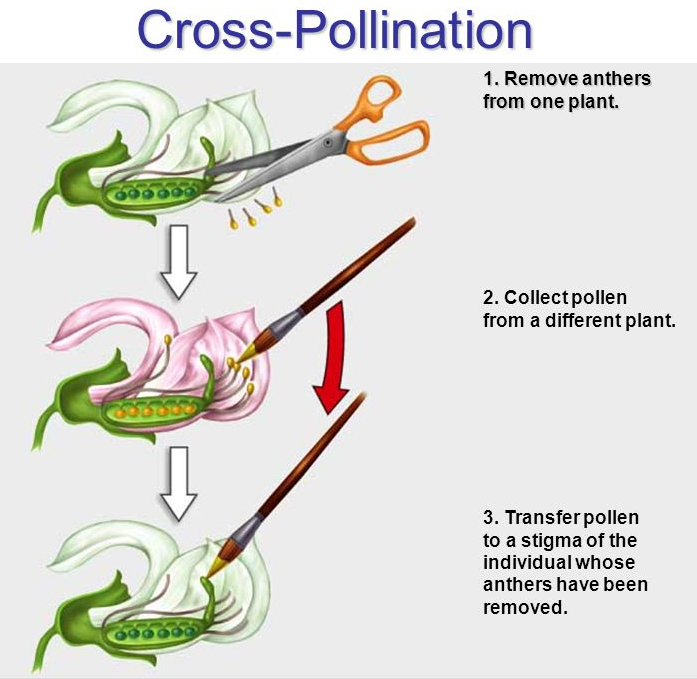 Cross-Pollination
1. Remove anthers
from one plant.
2. Collect pollen
from a different plant.
3. Transfer pollen
to a stigma of the
individual whose
anthers have been
removed.